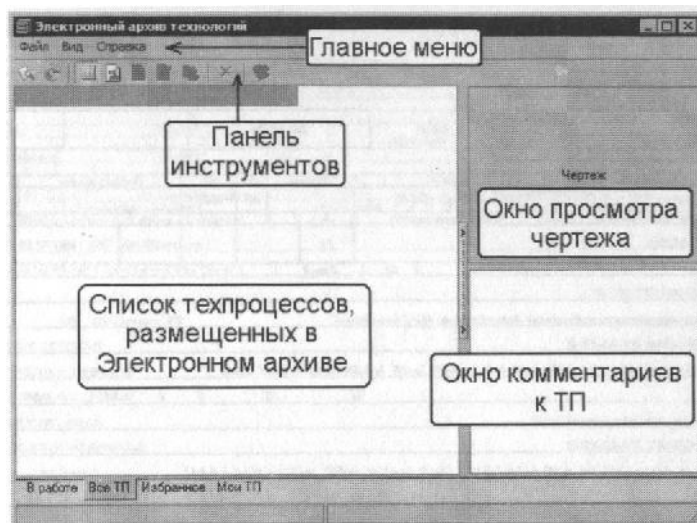 Электронный архив технологий
Файл Вид Справка
Главное меню
Панель
инструментов
Чертеж
Окно просмотра
чертежа
Список техпроцессов,
размещенных в
Электронном архиве
Окно комментариев
к ТП
В работе Все ТП Избранное Мои ТП